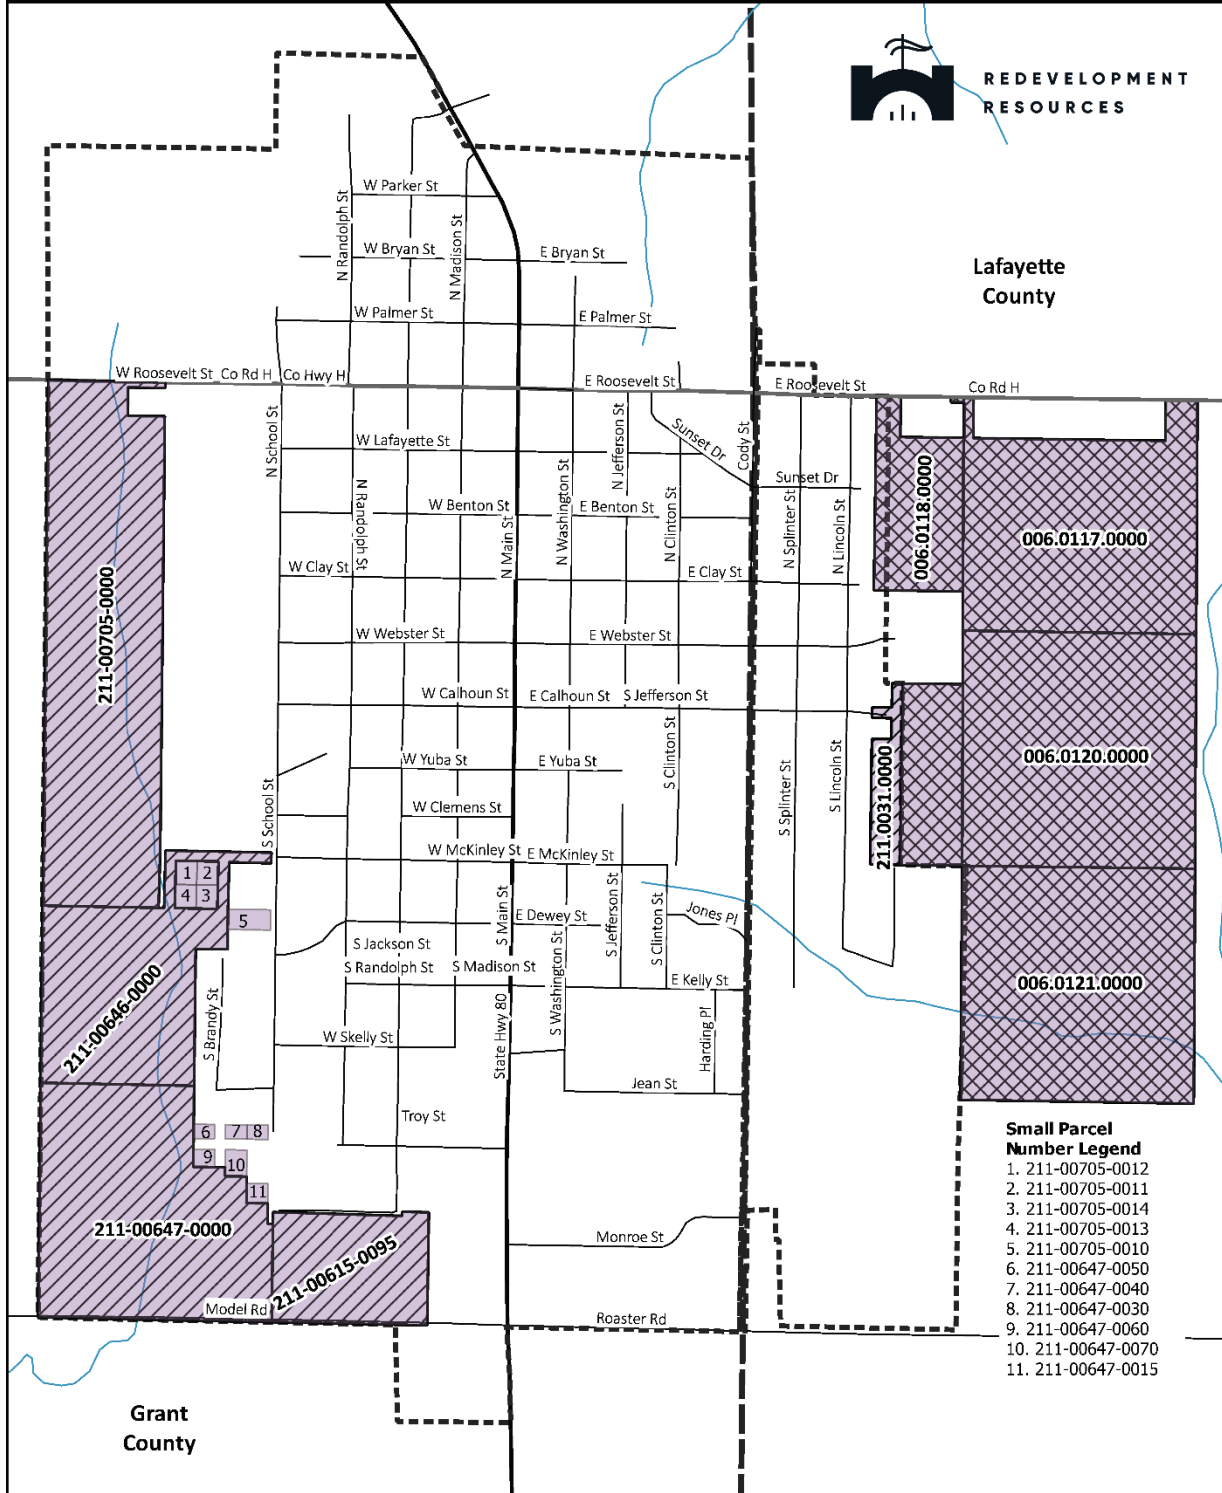 REDEVELOPMENT
RESOURCES
W Parker St
N Randolph St
N Madison St
W Bryan St
E Bryan St
Lafayette
County
W Palmer St
E Palmer St
W Roosevelt St
Co Rd H
Co Hwy H
E Roosevelt St
E Roosevelt St
Co Rd H
N School St
W Lafayette St
N Jefferson St
Sunset Dr
Cody St
Sunset Dr
N Randolph St
W Benton St
N Main St
N Washington St
E Benton St
N Clinton St
N Splinter St
N Lincoln St
006.0118.0000
006.0117.0000
W Clay St
E Clay St
211-00705-0000
W Webster St
E Webster St
W Calhoun St
E Calhoun St
S Jefferson St
S Clinton St
S School St
W Yuba St
E Yuba St
S Splinter St
S Lincoln St
211.0031.0000
006.0120.0000
W Clemens St
W McKinley St
E McKinley St
1
2
4
3
5
S Main St
E Dewey St
S Jefferson St
S Clinton St
Jones Pl
S Jackson St
S Randolph St
S Madison St
S Washington St
E Kelly St
006.0121.0000
211-00646-0000
S Brandy St
W Skelly St
State Hwy 80
Harding Pl
Jean St
Troy St
6
7
8
9
10
11
211-00647-0000
211-00615-0095
Monroe St
Model Rd
Roaster Rd
Small Parcel
Number Legend
1. 211-00705-0012
2. 211-00705-0011
3. 211-00705-0014
4. 211-00705-0013
5. 211-00705-0010
6. 211-00647-0050
7. 211-00647-0040
8. 211-00647-0030
9. 211-00647-0060
10. 211-00647-0070
11. 211-00647-0015
Grant
County